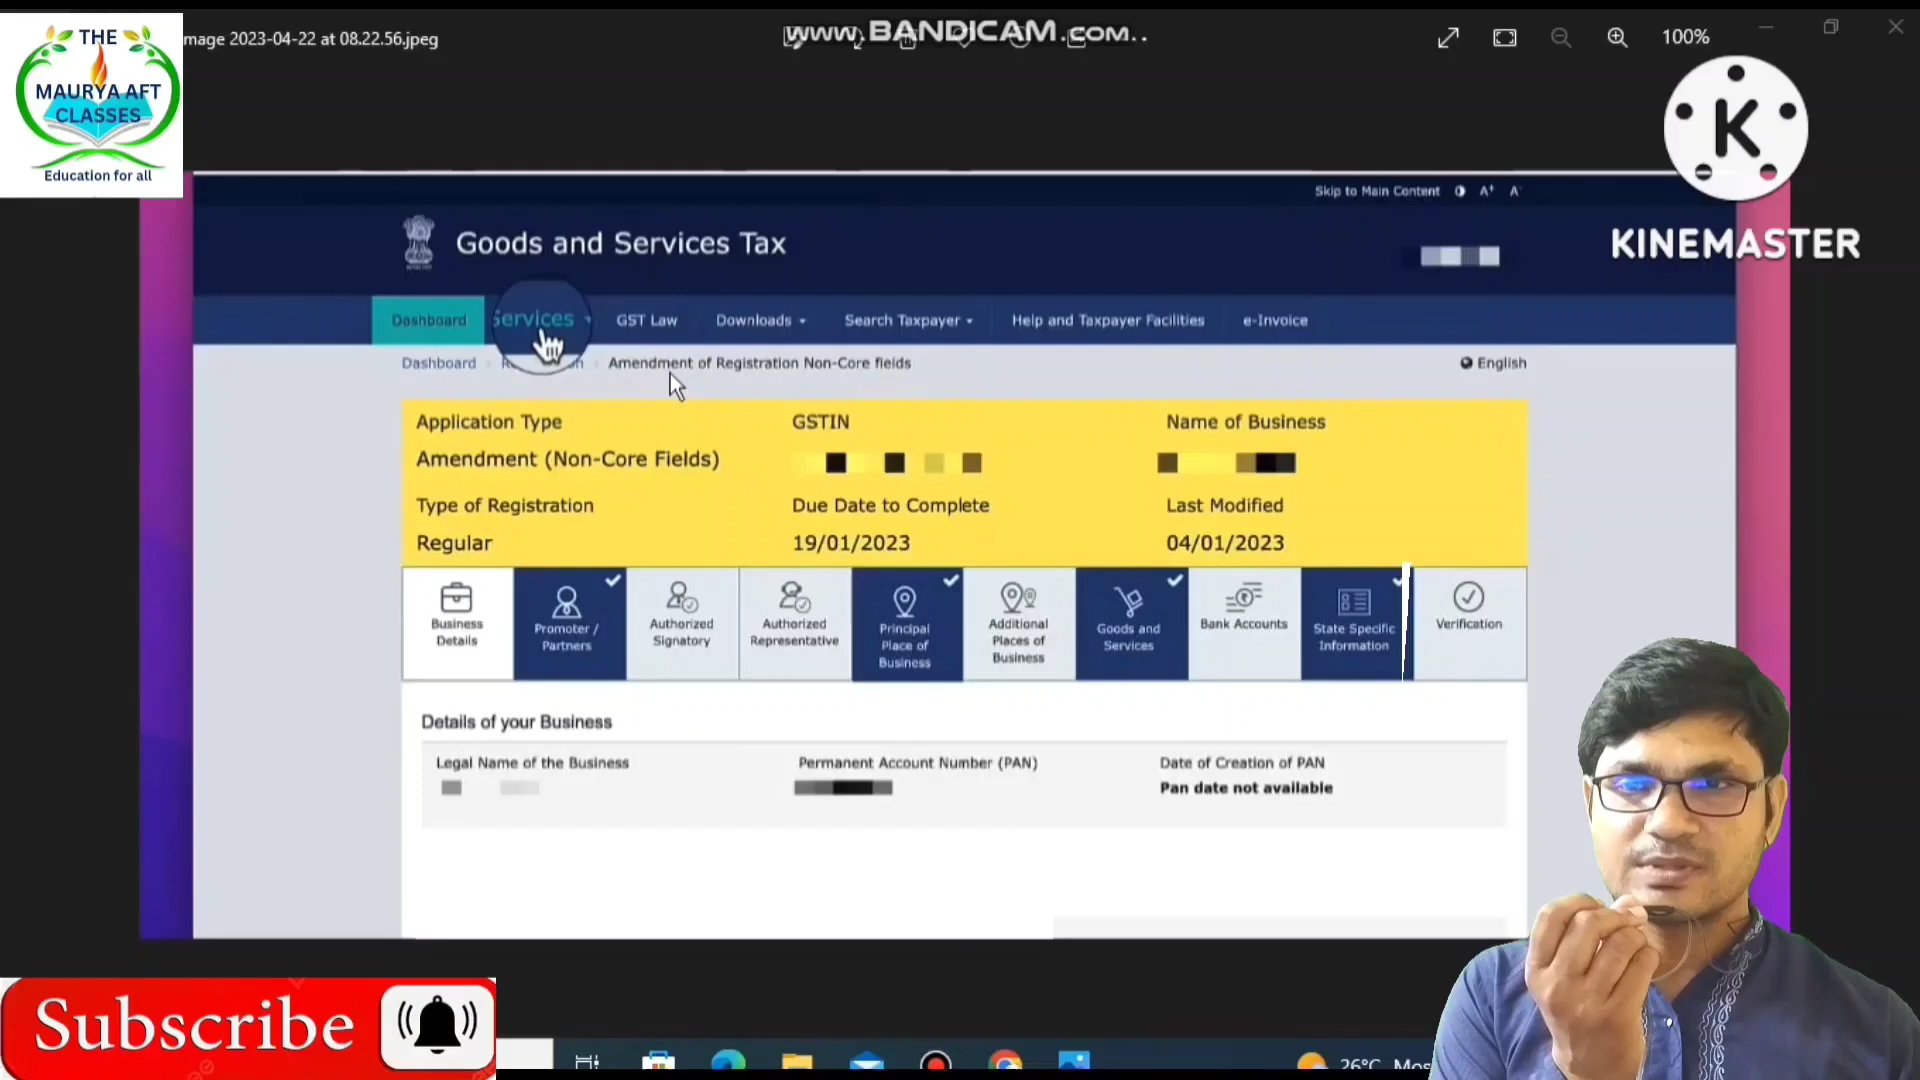 THE
MAURYA AFT
CLASSES
Education for all
mage 2023-04-22 at 08.22.56.jpeg
www.BANDICAM.COM..
100%
K
KINEMASTER
Skip to Main Content A+ A
Goods and Services Tax
Dashboard Services GST Law Downloads Search Taxpayer Help and Taxpayer Facilities e-Invoice
Dashboard Amendment of Registration Non-Core fields English
Application Type GSTIN Name of Business
Amendment (Non-Core Fields)
Type of Registration Due Date to Complete Last Modified
Regular 19/01/2023 04/01/2023
Business Details
Promoter / Partners
Authorized Signatory
Authorized Representative
Principal Place of Business
Additional Places of Business
Goods and Services
Bank Accounts
State Specific Information
Verification
Details of your Business
Legal Name of the Business Permanent Account Number (PAN) Date of Creation of PAN
Pan date not available
Subscribe
26°C Mos